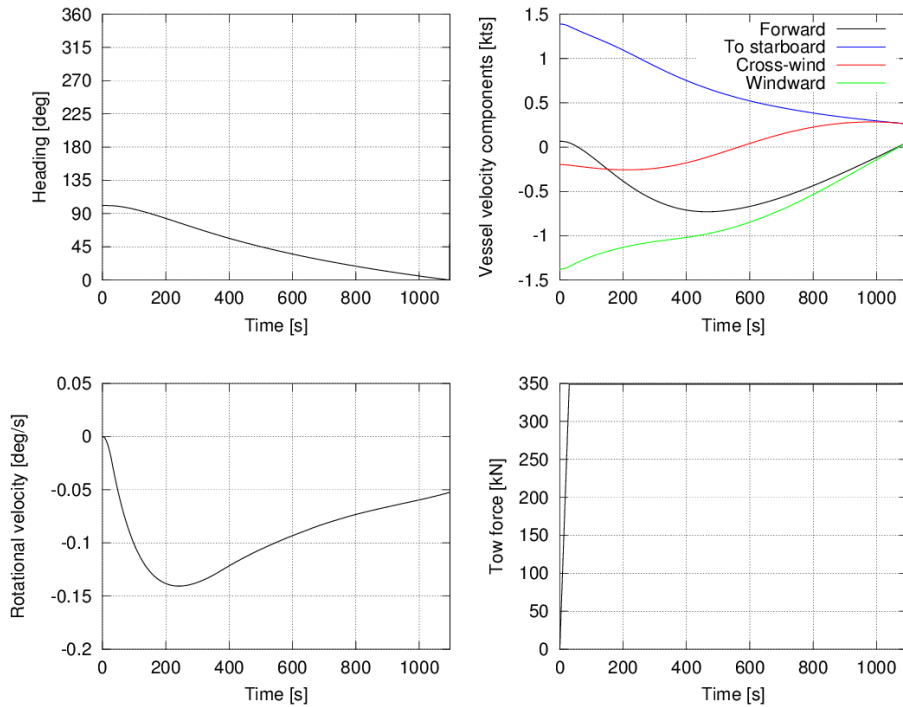 360
315
270
225
180
135
90
45
0
Heading [deg]
0 200 400 600 800 1000
Time [s]
1.5
1
0.5
0
-0.5
-1
-1.5
Vessel velocity components [kts]
Forward
To starboard
Cross-wind
Windward
0 200 400 600 800 1000
Time [s]
0.05
0
-0.05
-0.1
-0.15
-0.2
Rotational velocity [deg/s]
0 200 400 600 800 1000
Time [s]
350
300
250
200
150
100
50
0
Tow force [kN]
0 200 400 600 800 1000
Time [s]